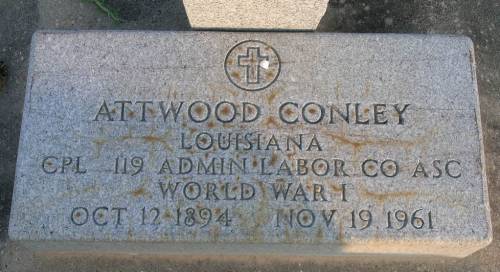 ATTWOOD CONLEY
LOUISIANA
CPL 119 ADMIN LABOR CO ASC
WORLD WAR I
OCT 12 1894 NOV 19 1961